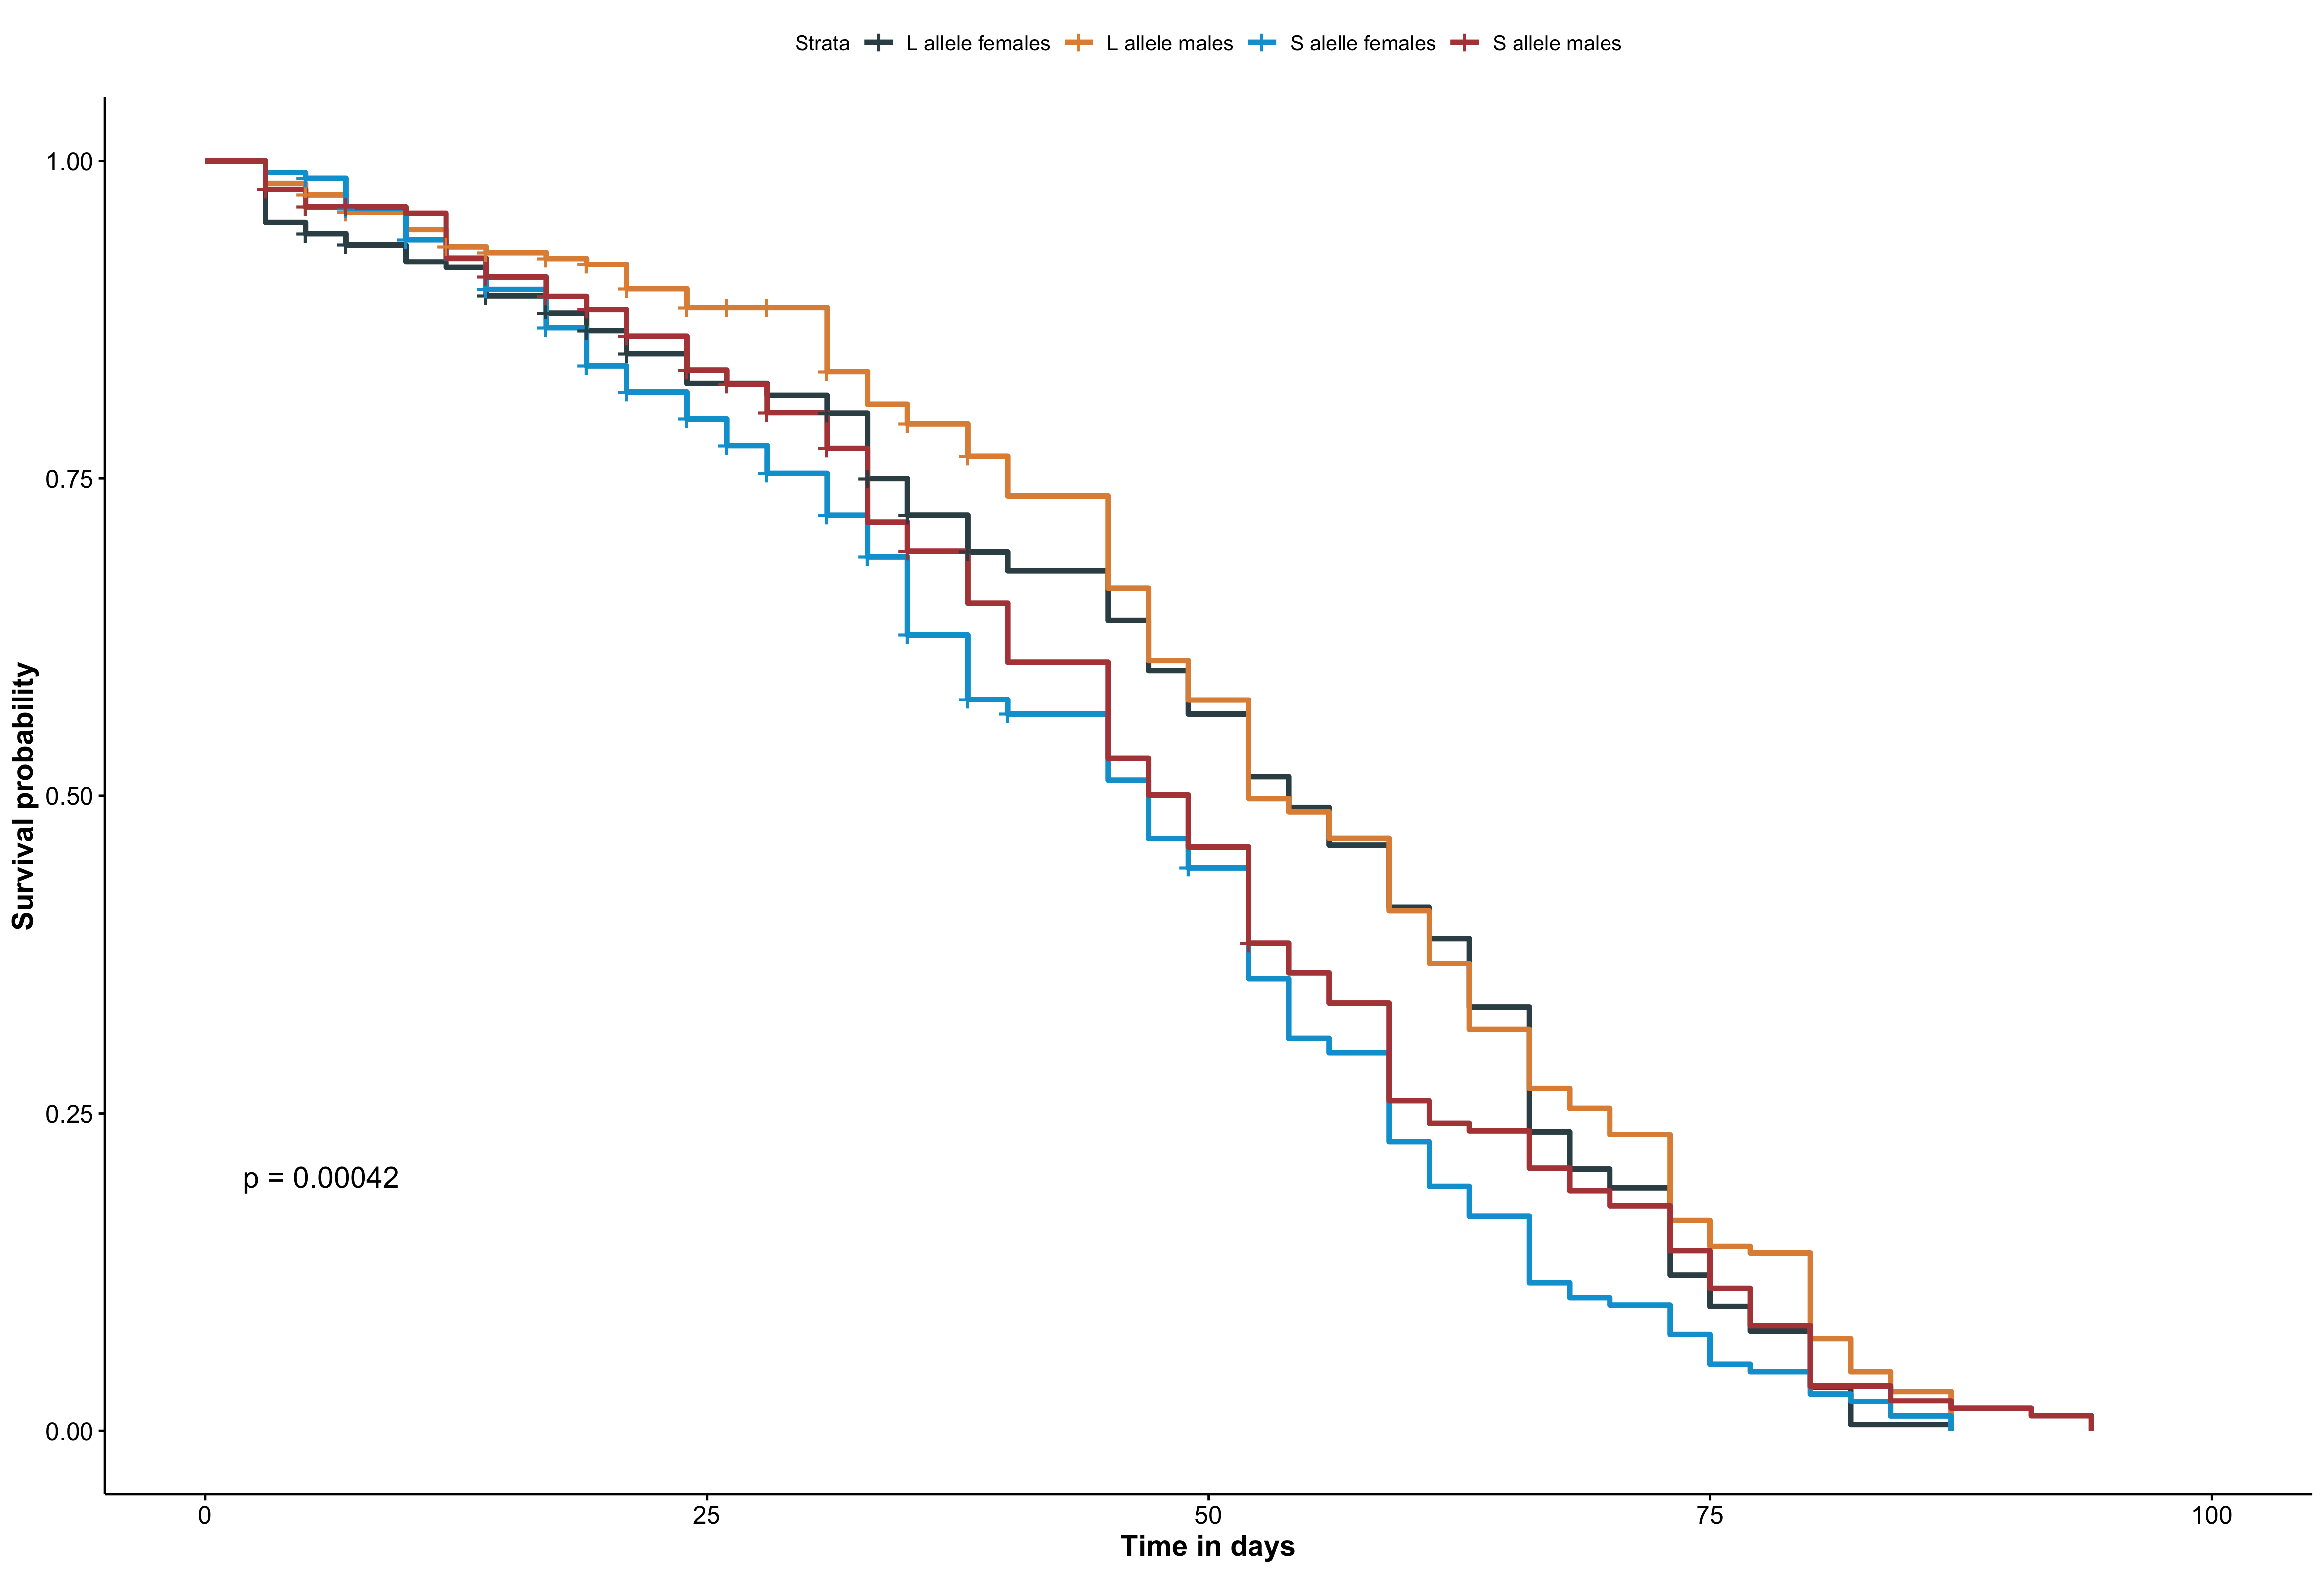 Strata L allele females L allele males S alelle females S allele males
1.00
0.75
0.50
0.25
0.00
Survival probability
p = 0.00042
0 25 50 75 100
Time in days